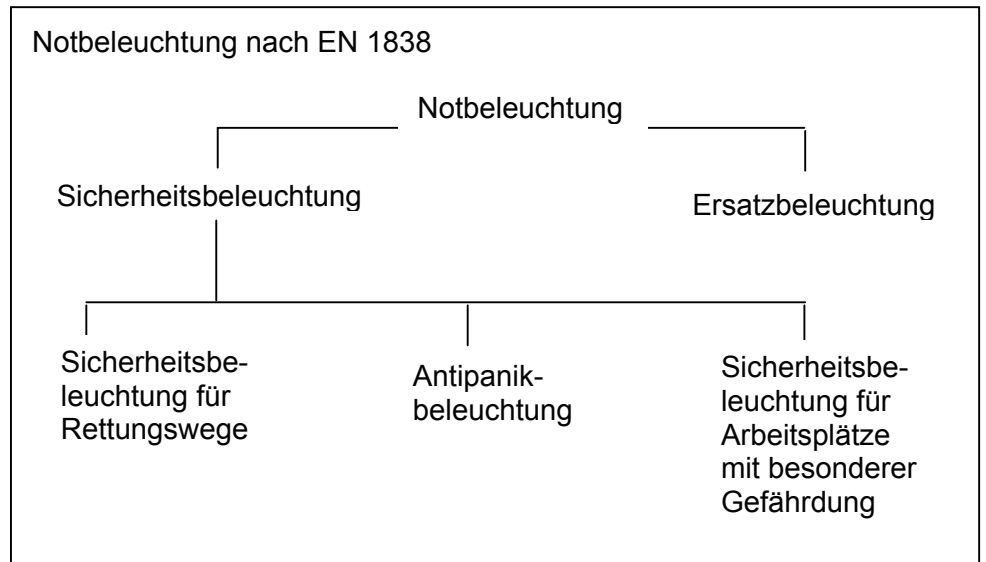 Notbeleuchtung nach EN 1838
Notbeleuchtung
Sicherheitsbeleuchtung
Ersatzbeleuchtung
Sicherheitsbe-
leuchtung für
Rettungswege
Antipanik-
beleuchtung
Sicherheitsbe-
leuchtung für
Arbeitsplätze
mit besonderer
Gefährdung